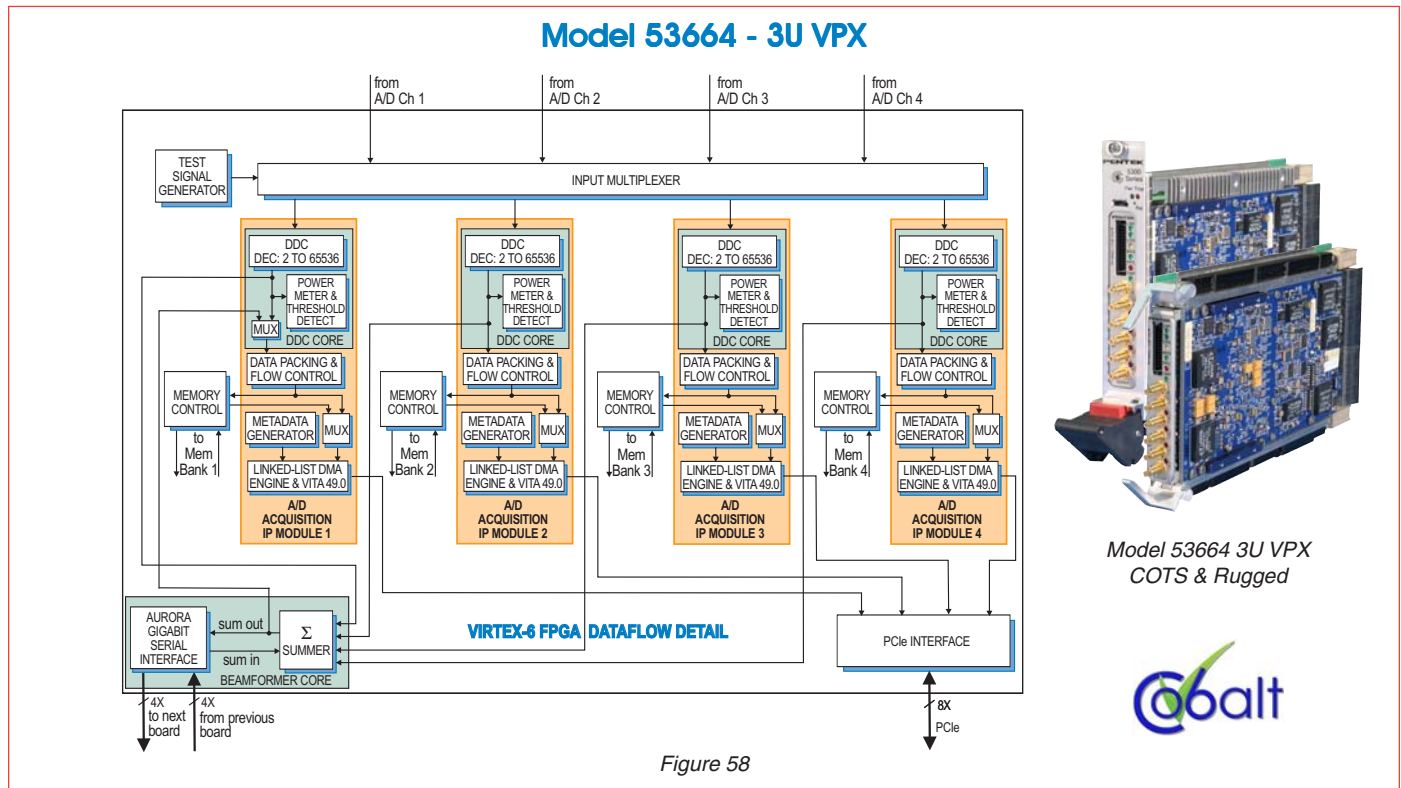 Model 53664 - 3U VPX
from
A/D Ch 1
from
A/D Ch 2
from
A/D Ch 3
from
A/D Ch 4
TEST
SIGNAL
GENERATOR
INPUT MULTIPLEXER
DDC
DEC: 2 TO 65536
POWER
METER &
THRESHOLD
DETECT
MUX
DDC CORE
DATA PACKING &
FLOW CONTROL
MEMORY
CONTROL
METADATA
GENERATOR
MUX
to
Mem
Bank 1
LINKED-LIST DMA
ENGINE & VITA 49.0
A/D
ACQUISITION
IP MODULE 1
DDC
DEC: 2 TO 65536
POWER
METER &
THRESHOLD
DETECT
DDC CORE
DATA PACKING &
FLOW CONTROL
MEMORY
CONTROL
METADATA
GENERATOR
MUX
to
Mem
Bank 2
LINKED-LIST DMA
ENGINE & VITA 49.0
A/D
ACQUISITION
IP MODULE 2
DDC
DEC: 2 TO 65536
POWER
METER &
THRESHOLD
DETECT
DDC CORE
DATA PACKING &
FLOW CONTROL
MEMORY
CONTROL
METADATA
GENERATOR
MUX
to
Mem
Bank 3
LINKED-LIST DMA
ENGINE & VITA 49.0
A/D
ACQUISITION
IP MODULE 3
DDC
DEC: 2 TO 65536
POWER
METER &
THRESHOLD
DETECT
DDC CORE
DATA PACKING &
FLOW CONTROL
MEMORY
CONTROL
METADATA
GENERATOR
MUX
to
Mem
Bank 4
LINKED-LIST DMA
ENGINE & VITA 49.0
A/D
ACQUISITION
IP MODULE 4
AURORA
GIGABIT
SERIAL
INTERFACE
sum out
sum in
Σ
SUMMER
BEAMFORMER CORE
VIRTEX-6 FPGA DATAFLOW DETAIL
PCIe INTERFACE
4X
to next
board
4X
from previous
board
8X
PCIe
Figure 58
PENTEK
Model 53664 3U VPX
COTS & Rugged
Cobalt